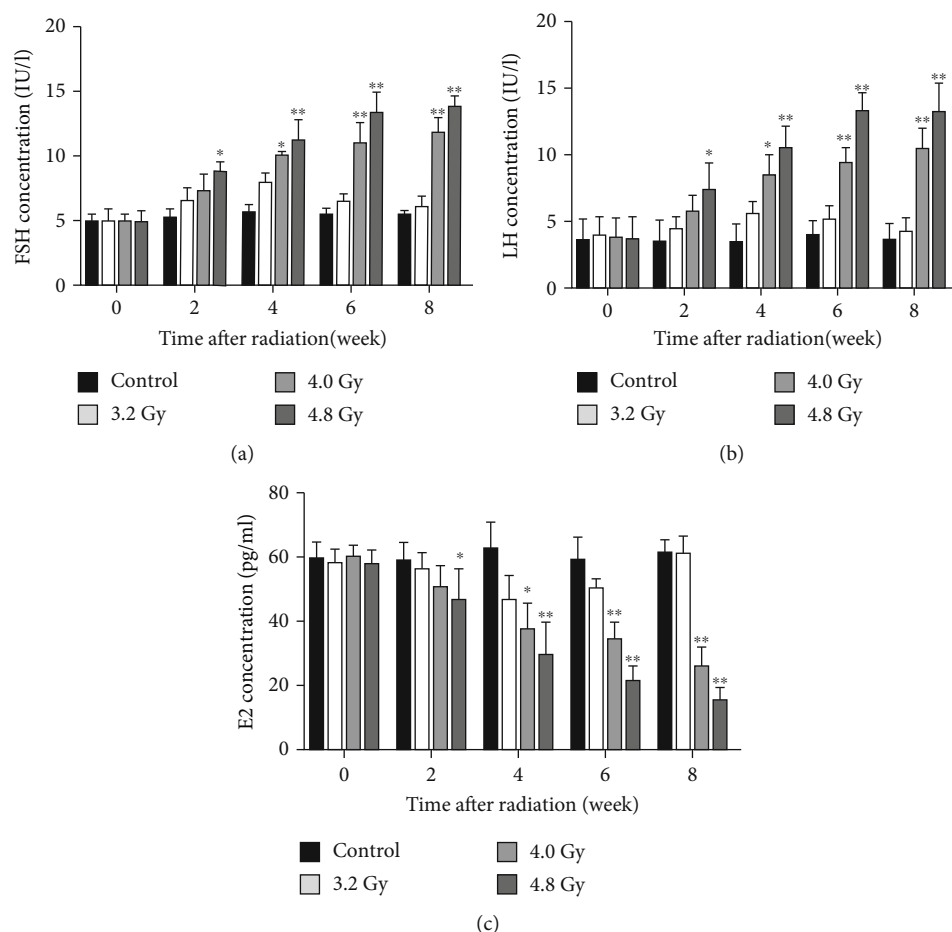 20
15
10
5
0
FSH concentration (IU/l)
*
*
**
**
**
**
**
0 2 4 6 8
Time after radiation(week)
Control 4.0 Gy
3.2 Gy 4.8 Gy
(a)
20
15
10
5
0
LH concentration (IU/l)
*
*
**
**
**
**
**
0 2 4 6 8
Time after radiation(week)
Control 4.0 Gy
3.2 Gy 4.8 Gy
(b)
80
60
40
20
0
E2 concentration (pg/ml)
*
*
**
**
**
**
**
0 2 4 6 8
Time after radiation (week)
Control 4.0 Gy
3.2 Gy 4.8 Gy
(c)